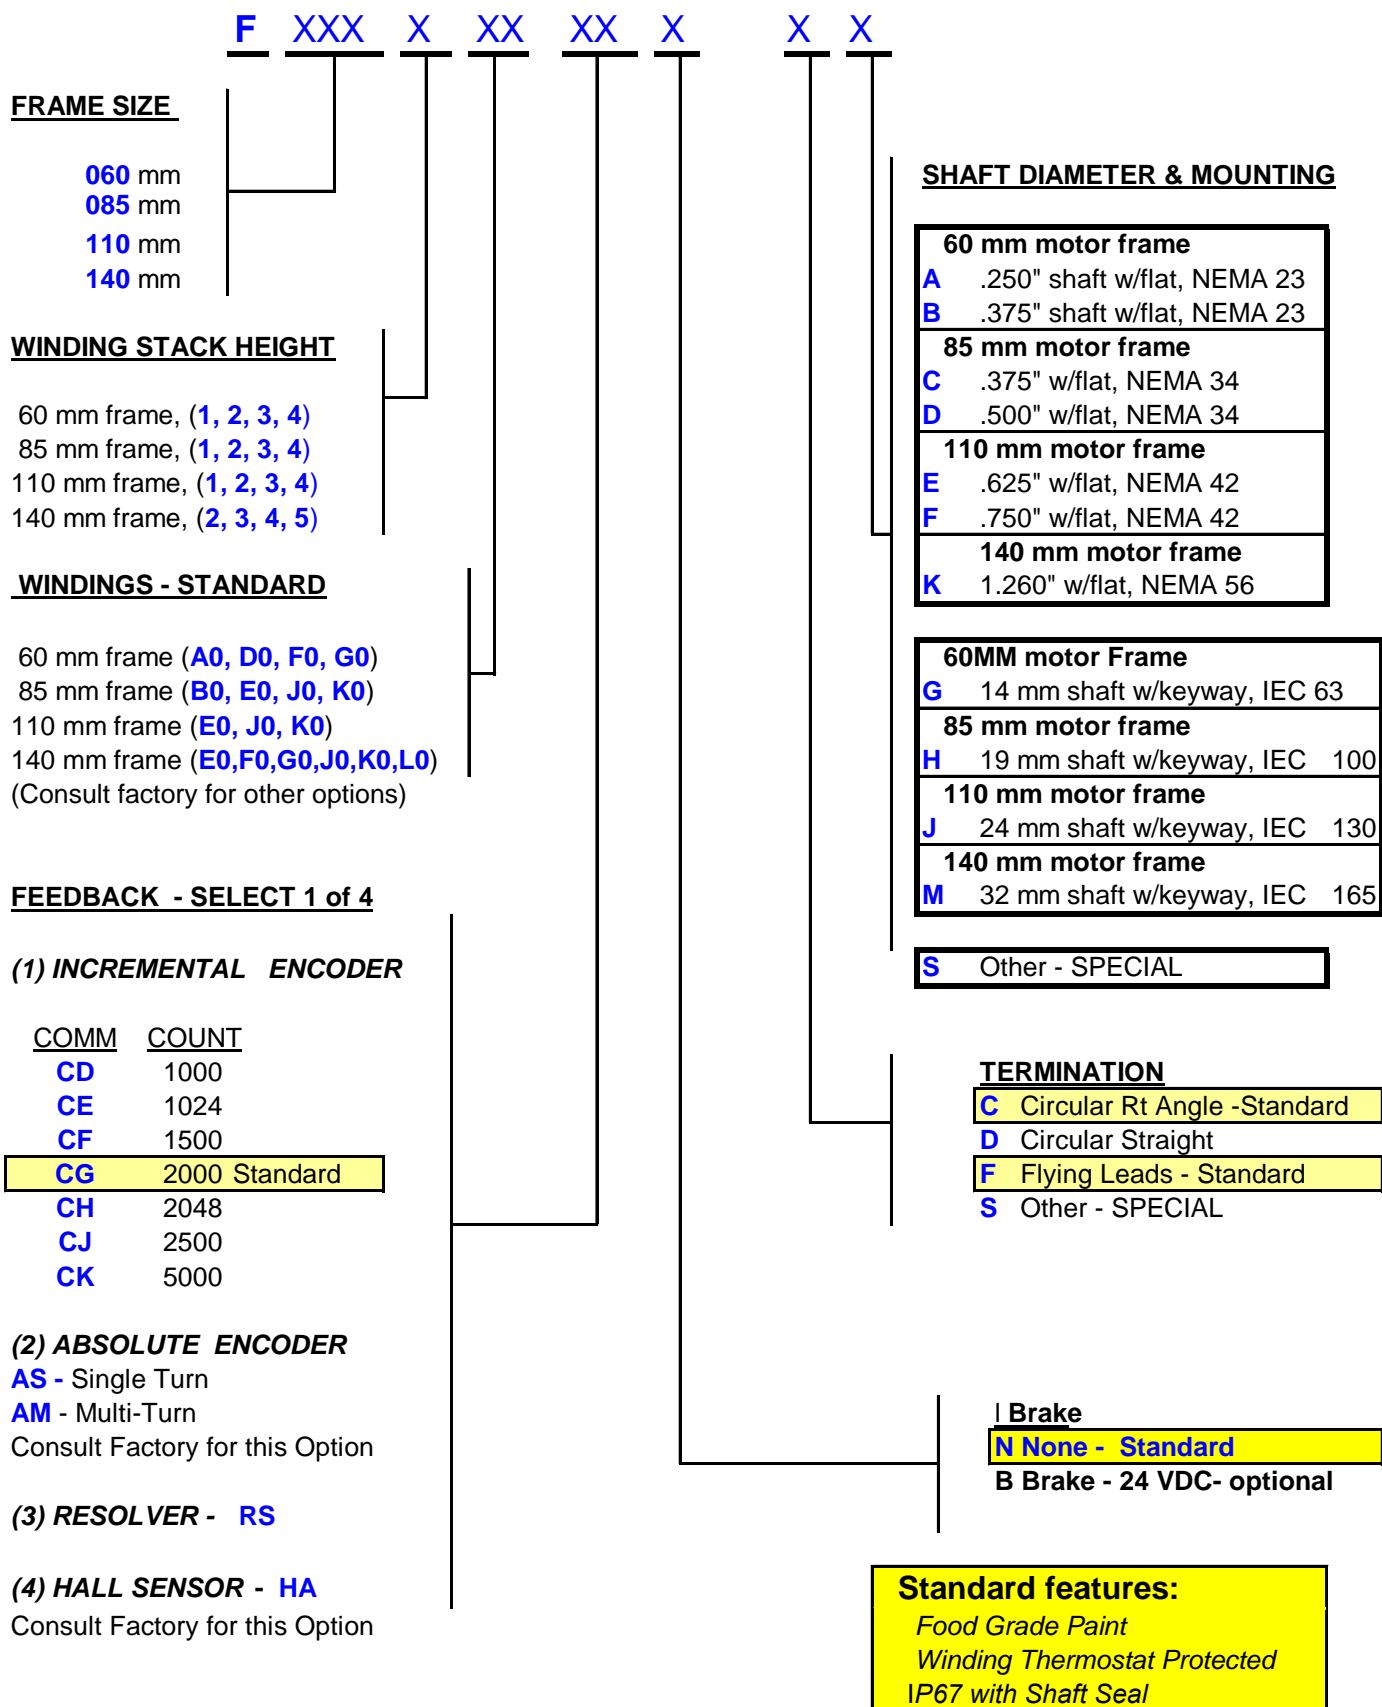 F XXX X XX XX X X X
FRAME SIZE
060 mm
085 mm
110 mm
140 mm
WINDING STACK HEIGHT
60 mm frame, (1, 2, 3, 4)
85 mm frame, (1, 2, 3, 4)
110 mm frame, (1, 2, 3, 4)
140 mm frame, (2, 3, 4, 5)
WINDINGS - STANDARD
60 mm frame (A0, D0, F0, G0)
85 mm frame (B0, E0, J0, K0)
110 mm frame (E0, J0, K0)
140 mm frame (E0,F0,G0,J0,K0,L0)
(Consult factory for other options)
FEEDBACK - SELECT 1 of 4
(1) INCREMENTAL ENCODER
COMM COUNT
CD 1000
CE 1024
CF 1500
CG 2000 Standard
CH 2048
CJ 2500
CK 5000
(2) ABSOLUTE ENCODER
AS - Single Turn
AM - Multi-Turn
Consult Factory for this Option
(3) RESOLVER - RS
(4) HALL SENSOR - HA
Consult Factory for this Option
SHAFT DIAMETER & MOUNTING
60 mm motor frame
A .250" shaft w/flat, NEMA 23
B .375" shaft w/flat, NEMA 23
85 mm motor frame
C .375" w/flat, NEMA 34
D .500" w/flat, NEMA 34
110 mm motor frame
E .625" w/flat, NEMA 42
F .750" w/flat, NEMA 42
140 mm motor frame
K 1.260" w/flat, NEMA 56
60MM motor Frame
G 14 mm shaft w/keyway, IEC 63
85 mm motor frame
H 19 mm shaft w/keyway, IEC 100
110 mm motor frame
J 24 mm shaft w/keyway, IEC 130
140 mm motor frame
M 32 mm shaft w/keyway, IEC 165
S Other - SPECIAL
TERMINATION
C Circular Rt Angle -Standard
D Circular Straight
F Flying Leads - Standard
S Other - SPECIAL
| Brake
N None - Standard
B Brake - 24 VDC- optional
Standard features:
Food Grade Paint
Winding Thermostat Protected
IP67 with Shaft Seal